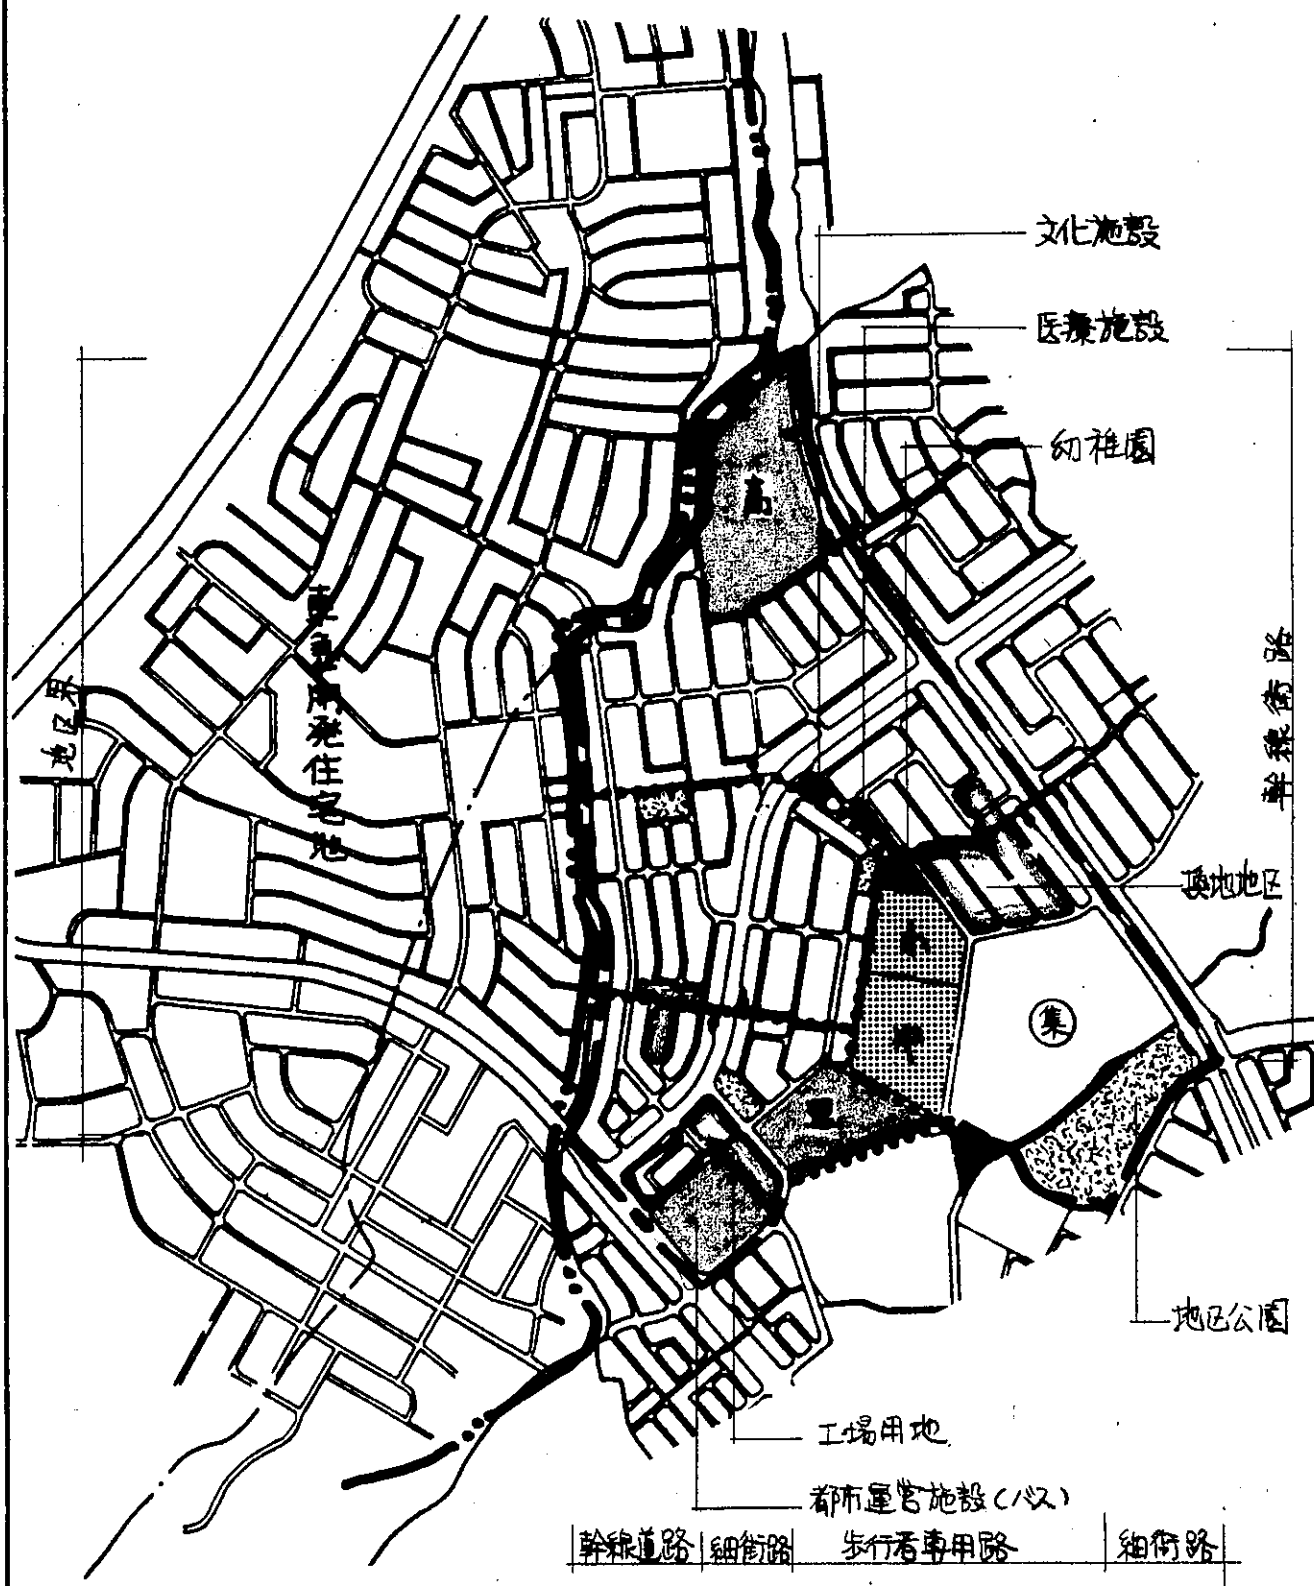 文化施設
医療施設
幼稚園
高
幹線街路
地区界
東急開発住宅地
換地地区
小
中
集
地区公園
工場用地
都市運営施設(バス)
幹線道路 細街路 歩行者専用路 細街路